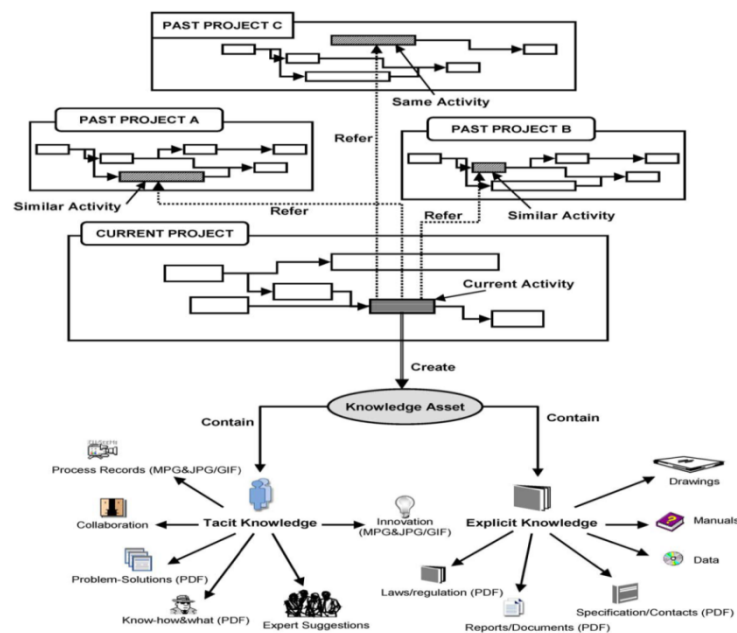 PAST PROJECT C
Same Activity
PAST PROJECT A
Refer
PAST PROJECT B
Similar Activity
Refer
Refer
Similar Activity
CURRENT PROJECT
Current Activity
Create
Knowledge Asset
Contain
Contain
Process Records (MPG&JPG/GIF)
Drawings
Collaboration
Tacit Knowledge
Innovation
(MPG&JPG/GIF)
Explicit Knowledge
Manuals
Data
Problem-Solutions (PDF)
Laws/regulation (PDF)
Know-how&what (PDF)
Expert Suggestions
Reports/Documents (PDF)
Specification/Contacts (PDF)